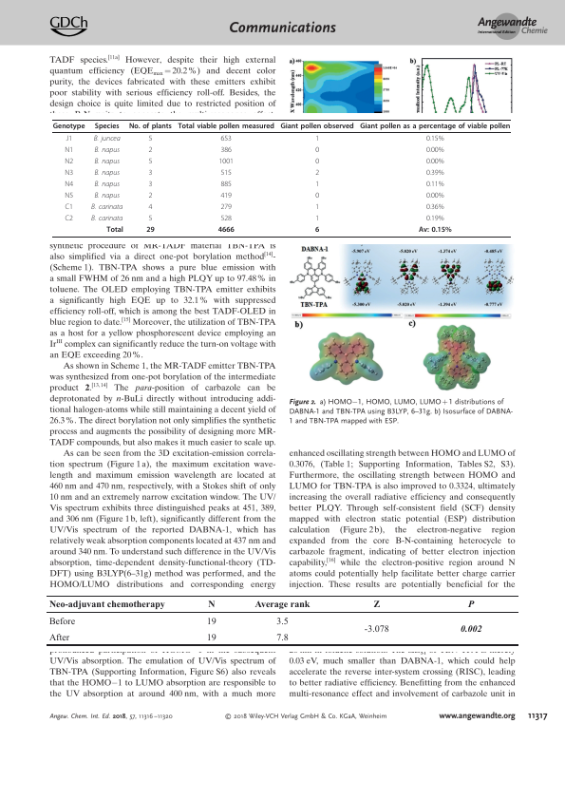 GDCh
Communications
Angewandte
International Edition
Chemie
TADF species.[11a] However, despite their high external
quantum efficiency (EQEmax = 20.2 %) and decent color
purity, the devices fabricated with these emitters exhibit
poor stability with serious efficiency roll-off. Besides, the
design choice is quite limited due to restricted position of
a)
b)
Genotype Species No. of plants Total viable pollen measured Giant pollen observed Giant pollen as a percentage of viable pollen
J1 B. juncea 5 653 1 0.15%
N1 B. napus 2 386 0 0.00%
N2 B. napus 5 1001 0 0.00%
N3 B. napus 3 515 2 0.39%
N4 B. napus 3 885 1 0.11%
N5 B. napus 2 419 0 0.00%
C1 B. carinata 4 279 1 0.36%
C2 B. carinata 5 528 1 0.19%
Total 29 4666 6 Av: 0.15%
synthetic procedure of MR-TADF material TBN-TPA is
also simplified via a direct one-pot borylation method[14]-
(Scheme 1). TBN-TPA shows a pure blue emission with
a small FWHM of 26 nm and a high PLQY up to 97.48 % in
toluene. The OLED employing TBN-TPA emitter exhibits
a significantly high EQE up to 32.1 % with suppressed
efficiency roll-off, which is among the best TADF-OLED in
blue region to date.[15] Moreover, the utilization of TBN-TPA
as a host for a yellow phosphorescent device employing an
IrIII complex can significantly reduce the turn-on voltage with
an EQE exceeding 20 %.
As shown in Scheme 1, the MR-TADF emitter TBN-TPA
was synthesized from one-pot borylation of the intermediate
product 2.[13,14] The para-position of carbazole can be
deprotonated by n-BuLi directly without introducing addi-
tional halogen-atoms while still maintaining a decent yield of
26.3 %. The direct borylation not only simplifies the synthetic
process and augments the possibility of designing more MR-
TADF compounds, but also makes it much easier to scale up.
As can be seen from the 3D excitation-emission correla-
tion spectrum (Figure 1 a), the maximum excitation wave-
length and maximum emission wavelength are located at
460 nm and 470 nm, respectively, with a Stokes shift of only
10 nm and an extremely narrow excitation window. The UV/
Vis spectrum exhibits three distinguished peaks at 451, 389,
and 306 nm (Figure 1 b, left), significantly different from the
UV/Vis spectrum of the reported DABNA-1, which has
relatively weak absorption components located at 437 nm and
around 340 nm. To understand such difference in the UV/Vis
absorption, time-dependent density-functional-theory (TD-
DFT) using B3LYP(6–31g) method was performed, and the
HOMO/LUMO distributions and corresponding energy
DABNA-1
TBN-TPA
b)
c)
Figure 2. a) HOMO−1, HOMO, LUMO, LUMO+1 distributions of
DABNA-1 and TBN-TPA using B3LYP, 6–31g. b) Isosurface of DABNA-
1 and TBN-TPA mapped with ESP.
enhanced oscillating strength between HOMO and LUMO of
0.3076, (Table 1; Supporting Information, Tables S2, S3).
Furthermore, the oscillating strength between HOMO and
LUMO for TBN-TPA is also improved to 0.3324, ultimately
increasing the overall radiative efficiency and consequently
better PLQY. Through self-consistent field (SCF) density
mapped with electron static potential (ESP) distribution
calculation (Figure 2 b), the electron-negative region
expanded from the core B-N-containing heterocycle to
carbazole fragment, indicating of better electron injection
capability,[16] while the electron-positive region around N
atoms could potentially help facilitate better charge carrier
injection. These results are potentially beneficial for the
Neo-adjuvant chemotherapy N Average rank Z P
Before 19 3.5
-3.078 0.002
After 19 7.8
UV/Vis absorption. The emulation of UV/Vis spectrum of
TBN-TPA (Supporting Information, Figure S6) also reveals
that the HOMO−1 to LUMO absorption are responsible to
the UV absorption at around 400 nm, with a much more
0.03 eV, much smaller than DABNA-1, which could help
accelerate the reverse inter-system crossing (RISC), leading
to better radiative efficiency. Benefitting from the enhanced
multi-resonance effect and involvement of carbazole unit in
Angew. Chem. Int. Ed. 2018, 57, 11316–11320
© 2018 Wiley-VCH Verlag GmbH & Co. KGaA, Weinheim
www.angewandte.org
11317